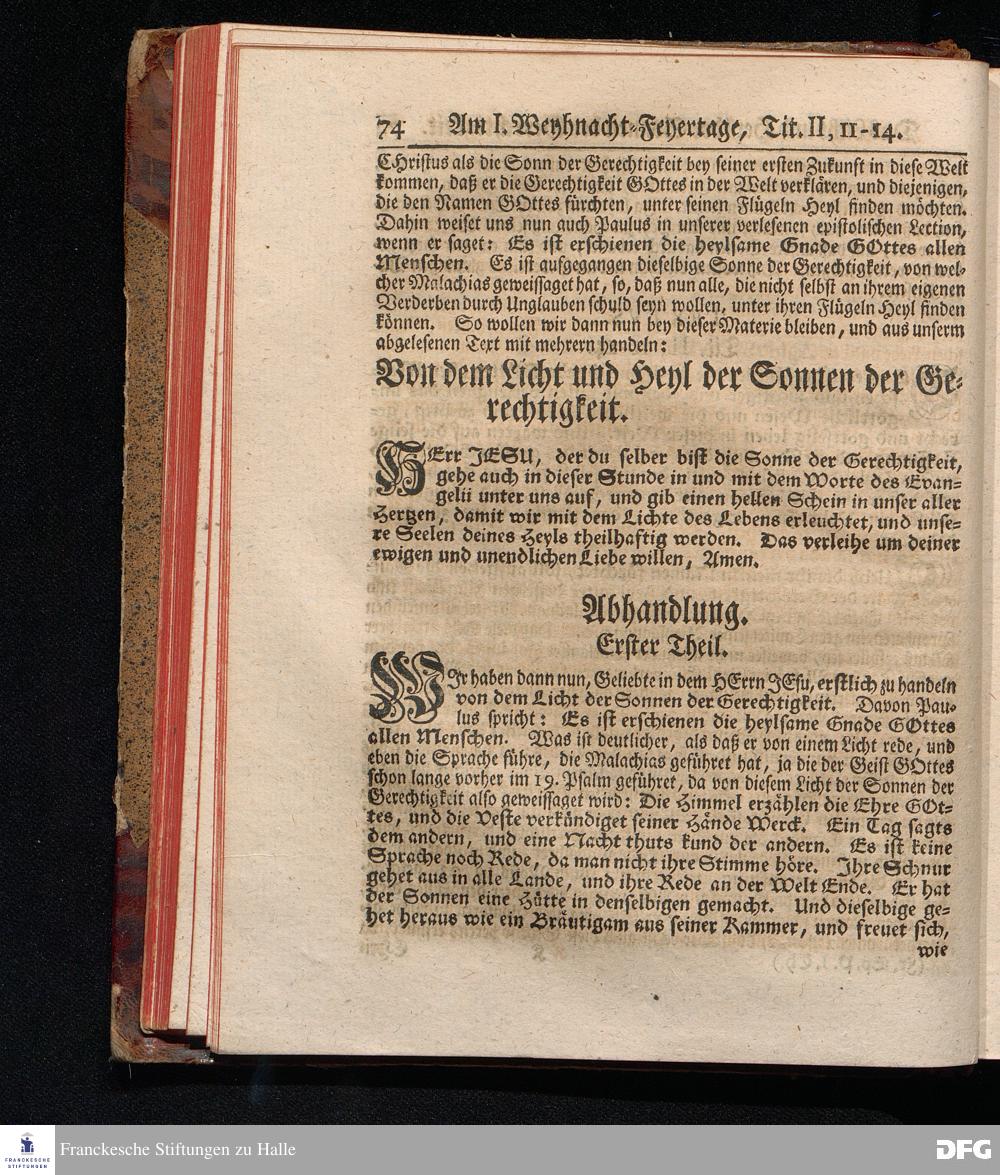 74 Am I. Weyhnacht-Feyertage, Tit. II, 11-14.
CHristus als die Sonn der Gerechtigkeit bey seiner ersten Zukunft in diese Welt
kommen, daß er die Gerechtigkeit GOttes in der Welt verklären, und diejenigen,
die den Namen GOttes fürchten, unter seinen Flügeln Heyl finden möchten.
Dahin weiset uns nun auch Paulus in unserer verlesenen epistolischen Lection,
wenn er saget: Es ist erschienen die heylsame Gnade GOttes allen
Menschen. Es ist aufgegangen dieselbige Sonne der Gerechtigkeit, von wel-
cher Malachias geweissaget hat, so, daß nun alle, die nicht selbst an ihrem eigenen
Verderben durch Unglauben schuld seyn wollen, unter ihren Flügeln Heyl finden
können. So wollen wir dann nun bey dieser Materie bleiben, und aus unserm
abgelesenen Text mit mehrern handeln:
Von dem Licht und Heyl der Sonnen der Ge-
rechtigkeit.
HErr JESU, der du selber bist die Sonne der Gerechtigkeit,
gehe auch in dieser Stunde in und mit dem Worte des Evan-
gelii unter uns auf, und gib einen hellen Schein in unser aller
Hertzen, damit wir mit dem Lichte des Lebens erleuchtet, und unse-
re Seelen deines Heyls theilhaftig werden. Das verleihe um deiner
ewigen und unendlichen Liebe willen, Amen.
Abhandlung.
Erster Theil.
WJr haben dann nun, Geliebte in dem HErrn JEsu, erstlich zu handeln
von dem Licht der Sonnen der Gerechtigkeit. Davon Pau-
lus spricht: Es ist erschienen die heylsame Gnade GOttes
allen Menschen. Was ist deutlicher, als daß er von einem Licht rede, und
eben die Sprache führe, die Malachias geführet hat, ja die der Geist GOttes
schon lange vorher im 19. Psalm geführet, da von diesem Licht der Sonnen der
Gerechtigkeit also geweissaget wird: Die Himmel erzählen die Ehre GOt-
tes, und die Veste verkündiget seiner Hände Werck. Ein Tag sagts
dem andern, und eine Nacht thuts kund der andern. Es ist keine
Sprache noch Rede, da man nicht ihre Stimme höre. Ihre Schnur
gehet aus in alle Lande, und ihre Rede an der Welt Ende. Er hat
der Sonnen eine Hütte in denselbigen gemacht. Und dieselbige ge-
het heraus wie ein Bräutigam aus seiner Kammer, und freuet sich,
wie
FRANCKESCHE
STIFTUNGEN
Franckesche Stiftungen zu Halle
DFG